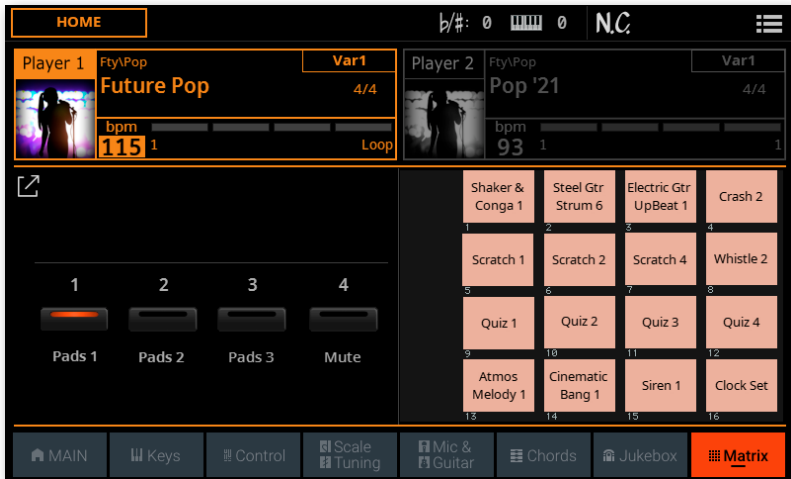 HOME
b/#: 0
0
N.C.
Player 1
Fty\Pop
Var1
Future Pop
4/4
bpm
115
1
Loop
Player 2
Fty\Pop
Var1
Pop '21
4/4
bpm
93
1
1
1
2
3
4
Pads 1
Pads 2
Pads 3
Mute
Shaker &
Conga 1
1
Steel Gtr
Strum 6
2
Electric Gtr
UpBeat 1
3
Crash 2
4
Scratch 1
5
Scratch 2
6
Scratch 4
7
Whistle 2
8
Quiz 1
9
Quiz 2
10
Quiz 3
11
Quiz 4
12
Atmos
Melody 1
13
Cinematic
Bang 1
14
Siren 1
15
Clock Set
16
MAIN
Keys
Control
Scale
Tuning
Mic &
Guitar
Chords
Jukebox
Matrix